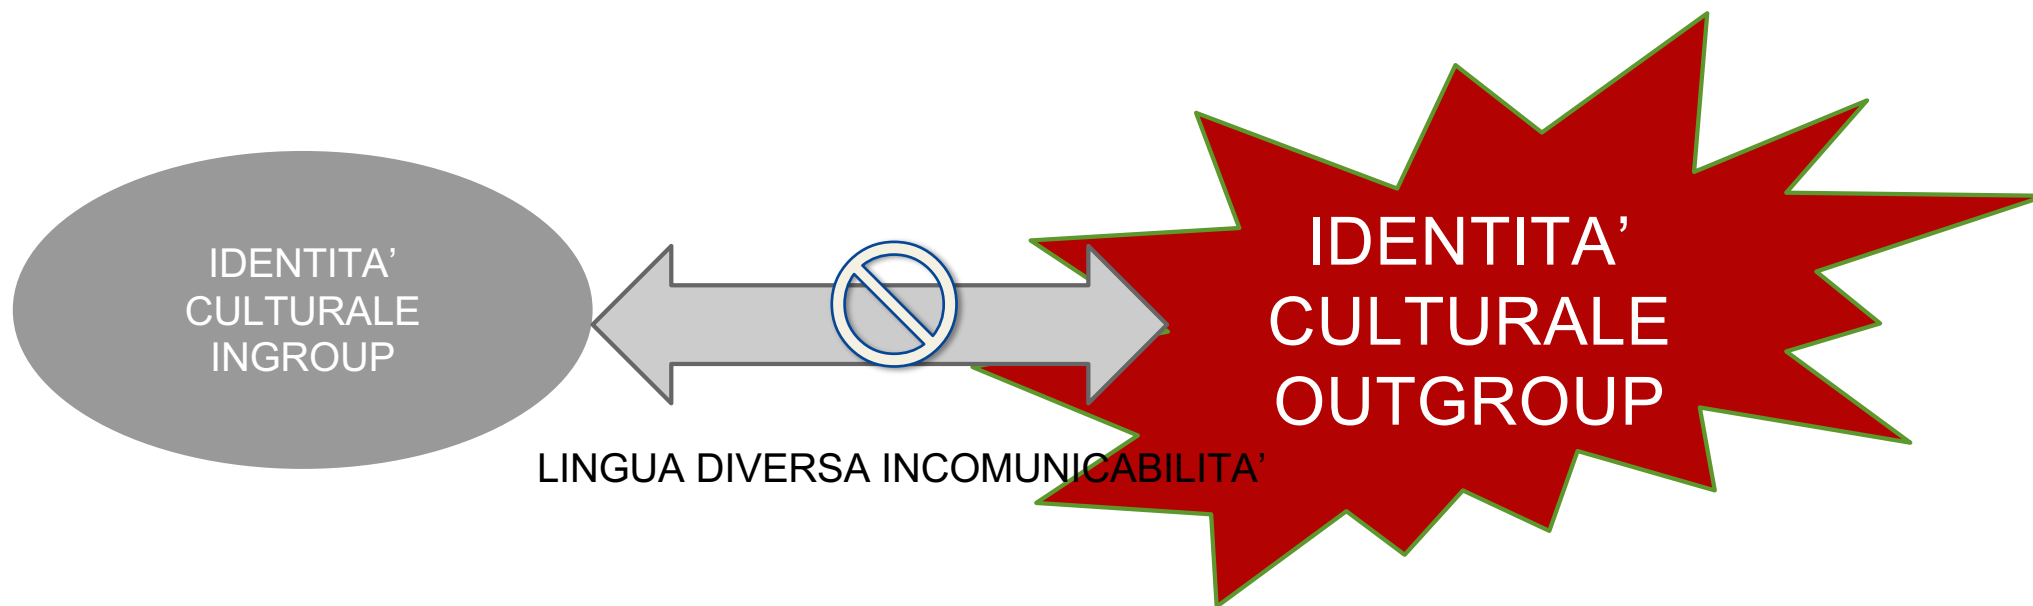 IDENTITA’
CULTURALE
INGROUP
IDENTITA’
CULTURALE
OUTGROUP
LINGUA DIVERSA INCOMUNICABILITA’